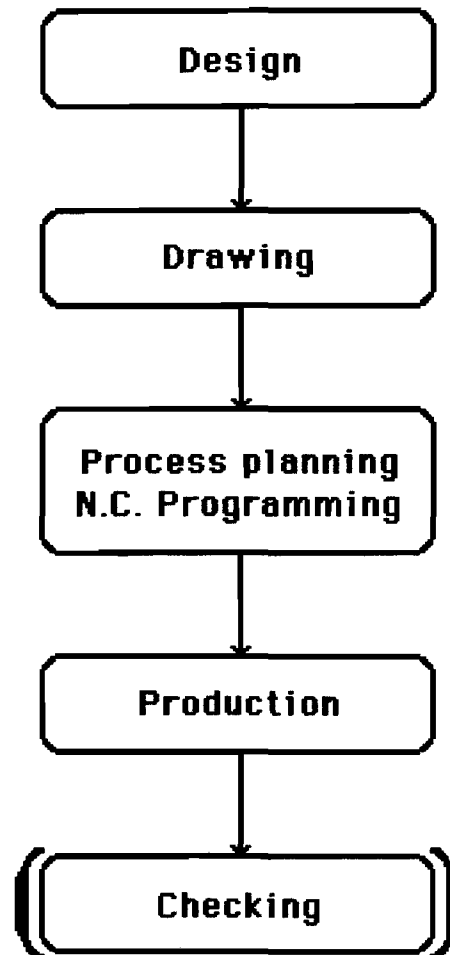 Design
Drawing
Process planning
N.C. Programming
Production
Checking